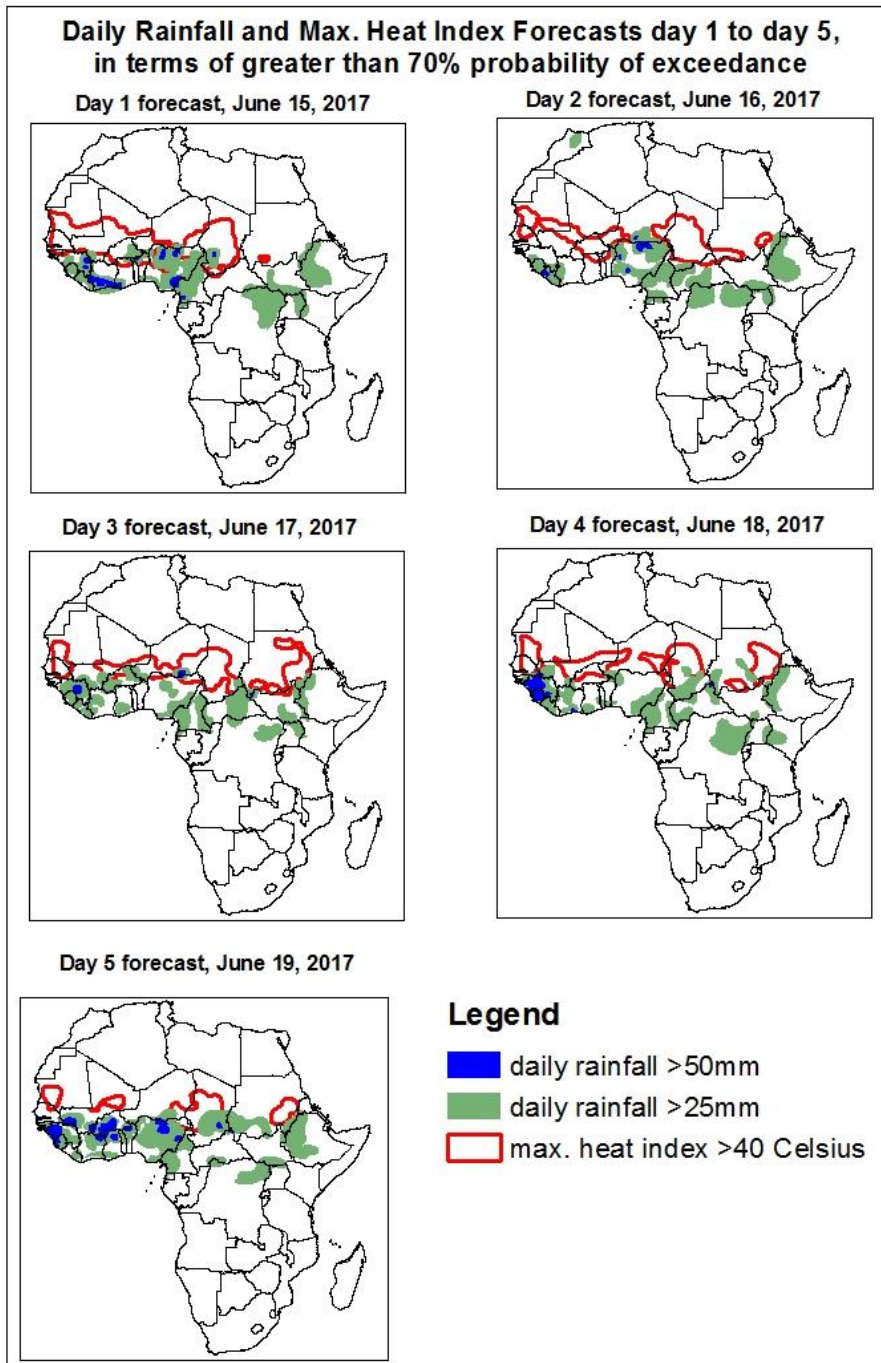 Daily Rainfall and Max. Heat Index Forecasts day 1 to day 5,
in terms of greater than 70% probability of exceedance
Day 1 forecast, June 15, 2017
Day 2 forecast, June 16, 2017
Day 3 forecast, June 17, 2017
Day 4 forecast, June 18, 2017
Day 5 forecast, June 19, 2017
Legend
daily rainfall >50mm
daily rainfall >25mm
max. heat index >40 Celsius